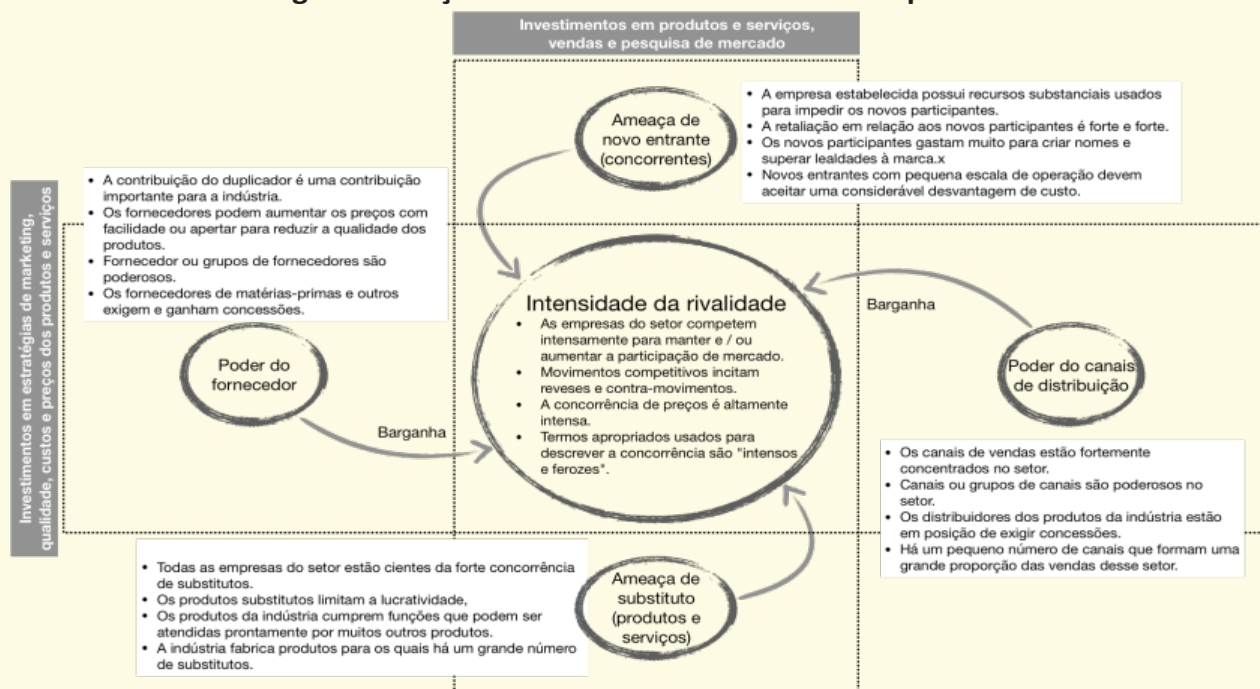 Investimentos em produtos e serviços,
vendas e pesquisa de mercado
Ameaça de
novo entrante
(concorrentes)
• A empresa estabelecida possui recursos substanciais usados
para impedir os novos participantes.
• A retaliação em relação aos novos participantes é forte e forte.
• Os novos participantes gastam muito para criar nomes e
superar lealdades à marca.x
• Novos entrantes com pequena escala de operação devem
aceitar uma considerável desvantagem de custo.
Investimentos em estratégias de marketing,
qualidade, custos e preços dos produtos e serviços
• A contribuição do duplicador é uma contribuição
importante para a indústria.
• Os fornecedores podem aumentar os preços com
facilidade ou apertar para reduzir a qualidade dos
produtos.
• Fornecedor ou grupos de fornecedores são
poderosos.
• Os fornecedores de matérias-primas e outros
exigem e ganham concessões.
Poder do
fornecedor
Barganha
Intensidade da rivalidade
• As empresas do setor competem
intensamente para manter e / ou
aumentar a participação de mercado.
• Movimentos competitivos incitam
reveses e contra-movimentos.
• A concorrência de preços é altamente
intensa.
• Termos apropriados usados para
descrever a concorrência são "intensos
e ferozes".
Barganha
Poder do canais
de distribuição
• Os canais de vendas estão fortemente
concentrados no setor.
• Canais ou grupos de canais são poderosos no
setor.
• Os distribuidores dos produtos da indústria estão
em posição de exigir concessões.
• Há um pequeno número de canais que formam uma
grande proporção das vendas desse setor.
• Todas as empresas do setor estão cientes da forte concorrência
de substitutos.
• Os produtos substitutos limitam a lucratividade,
• Os produtos da indústria cumprem funções que podem ser
atendidas prontamente por muitos outros produtos.
• A indústria fabrica produtos para os quais há um grande número
de substitutos.
Ameaça de
substituto
(produtos e
serviços)